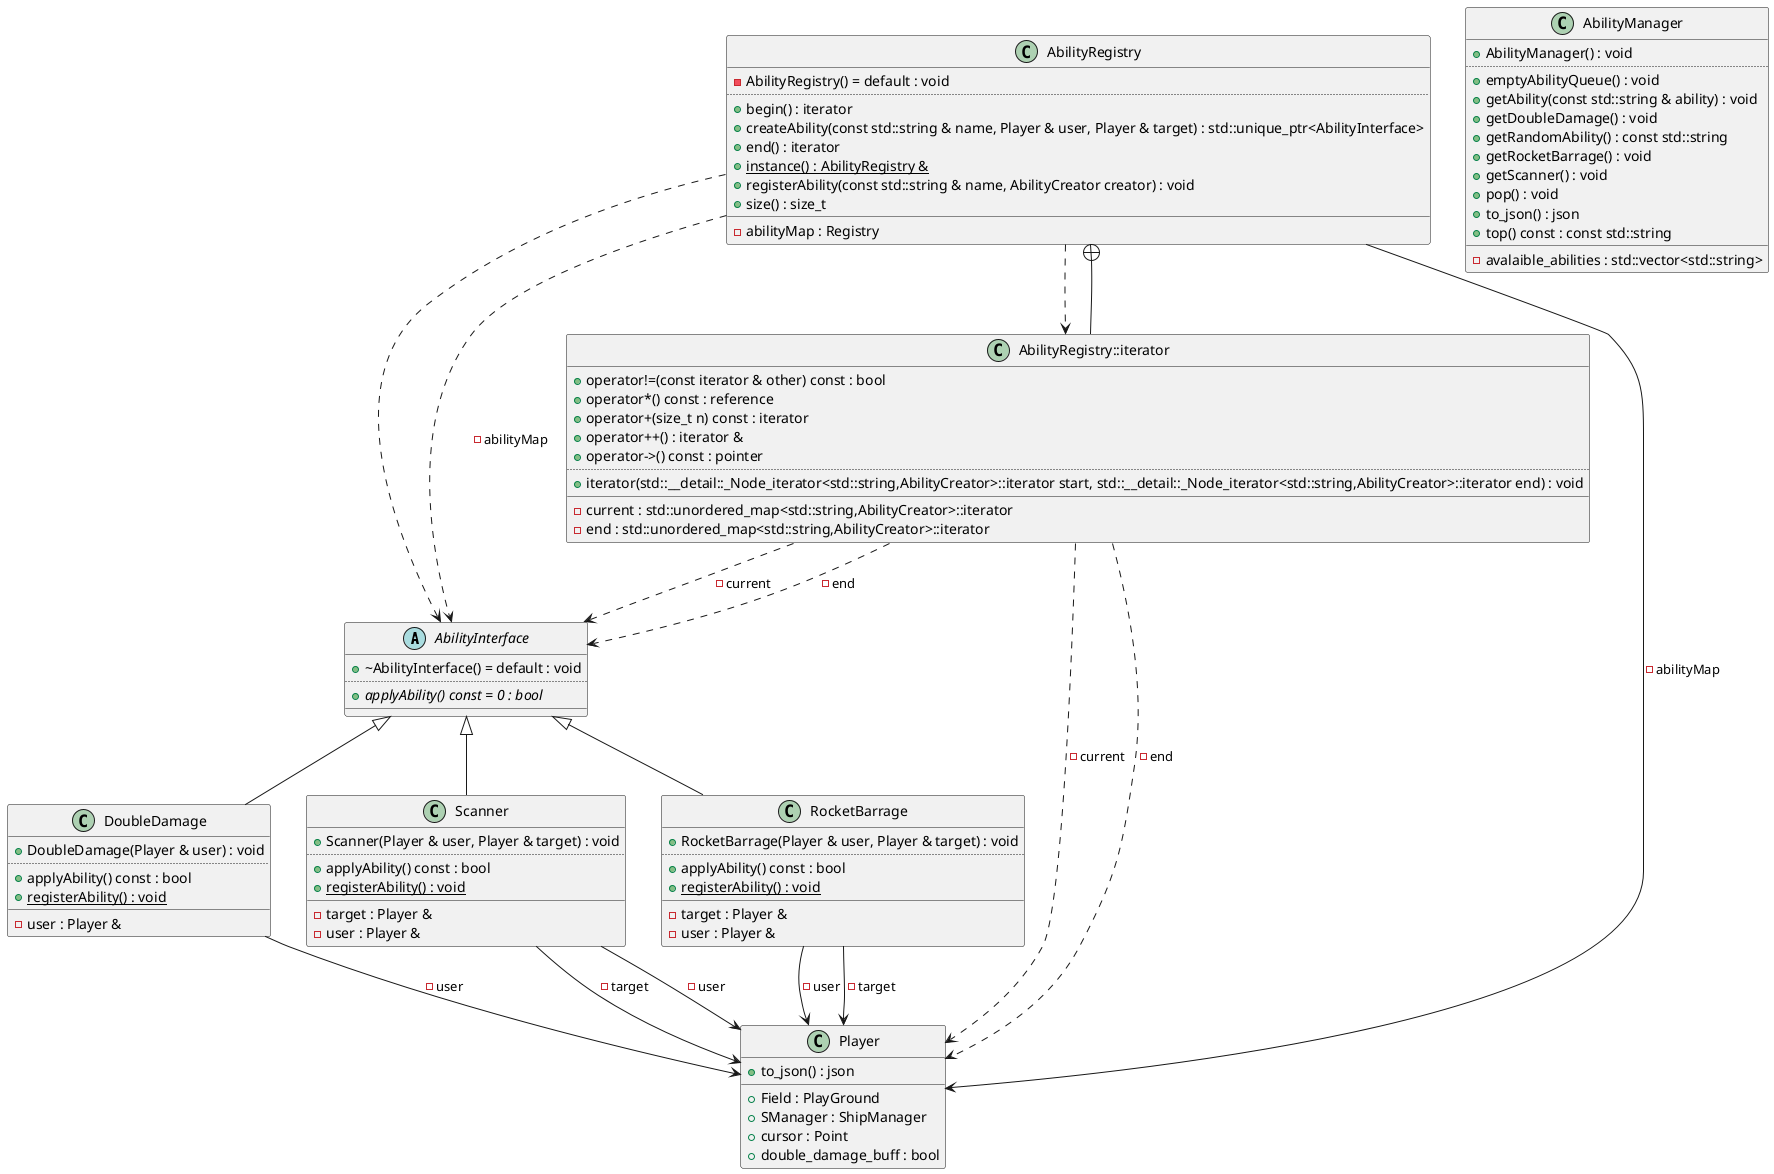 C AbilityRegistry
AbilityRegistry() = default : void
begin() : iterator
createAbility(const std::string & name, Player & user, Player & target) : std::unique_ptr<AbilityInterface>
end() : iterator
instance() : AbilityRegistry &
registerAbility(const std::string & name, AbilityCreator creator) : void
size() : size_t
abilityMap : Registry
C AbilityManager
AbilityManager() : void
emptyAbilityQueue() : void
getAbility(const std::string & ability) : void
getDoubleDamage() : void
getRandomAbility() : const std::string
getRocketBarrage() : void
getScanner() : void
pop() : void
to_json() : json
top() const : const std::string
avalaible_abilities : std::vector<std::string>
C AbilityRegistry::iterator
operator!=(const iterator & other) const : bool
operator*() const : reference
operator+(size_t n) const : iterator
operator++() : iterator &
operator->() const : pointer
iterator(std::__detail::_Node_iterator<std::string,AbilityCreator>::iterator start, std::__detail::_Node_iterator<std::string,AbilityCreator>::iterator end) : void
current : std::unordered_map<std::string,AbilityCreator>::iterator
end : std::unordered_map<std::string,AbilityCreator>::iterator
abilityMap
current
end
A AbilityInterface
~AbilityInterface() = default : void
applyAbility() const = 0 : bool
abilityMap
current
end
C DoubleDamage
DoubleDamage(Player & user) : void
applyAbility() const : bool
registerAbility() : void
user : Player &
C Scanner
Scanner(Player & user, Player & target) : void
applyAbility() const : bool
registerAbility() : void
target : Player &
user : Player &
C RocketBarrage
RocketBarrage(Player & user, Player & target) : void
applyAbility() const : bool
registerAbility() : void
target : Player &
user : Player &
user
target
user
user
target
C Player
to_json() : json
Field : PlayGround
SManager : ShipManager
cursor : Point
double_damage_buff : bool